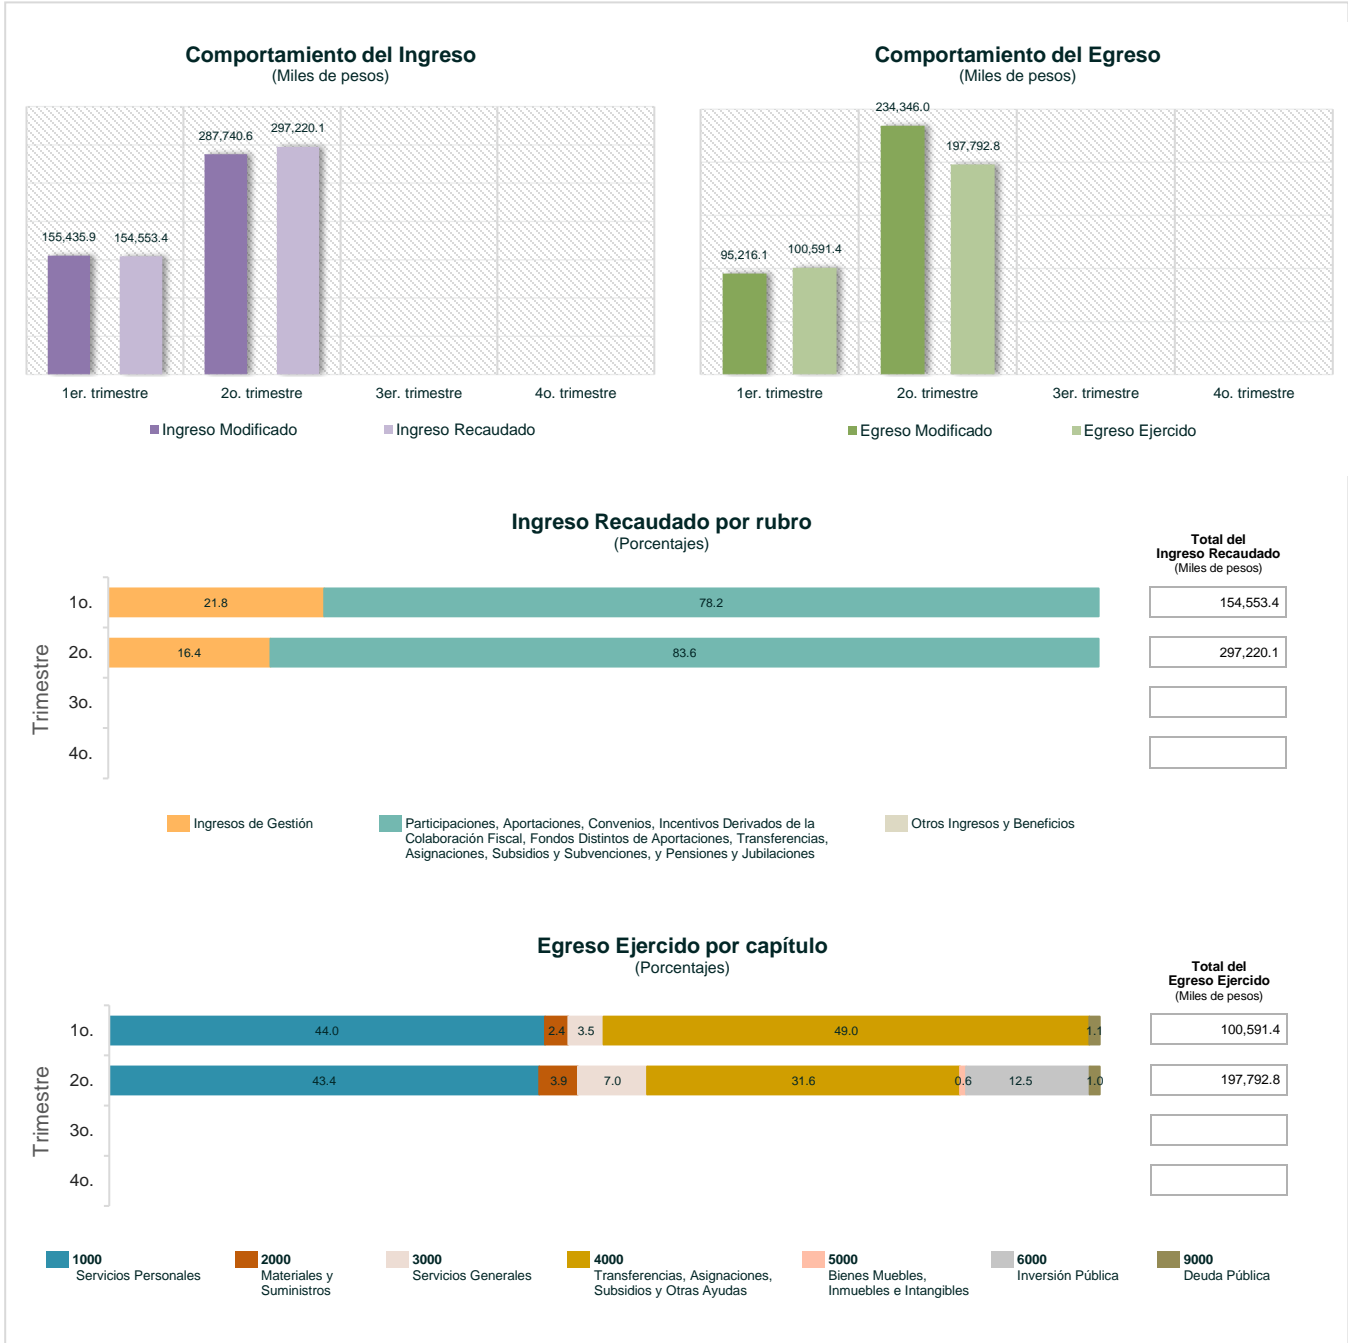 Comportamiento del Ingreso
(Miles de pesos)
287,740.6
297,220.1
155,435.9
154,553.4
1er. trimestre
2o. trimestre
3er. trimestre
4o. trimestre
Ingreso Modificado
Ingreso Recaudado
Comportamiento del Egreso
(Miles de pesos)
234,346.0
197,792.8
95,216.1
100,591.4
1er. trimestre
2o. trimestre
3er. trimestre
4o. trimestre
Egreso Modificado
Egreso Ejercido
Ingreso Recaudado por rubro
(Porcentajes)
Total del
Ingreso Recaudado
(Miles de pesos)
Trimestre
1o.
21.8
78.2
154,553.4
2o.
16.4
83.6
297,220.1
3o.
4o.
Ingresos de Gestión
Participaciones, Aportaciones, Convenios, Incentivos Derivados de la
Colaboración Fiscal, Fondos Distintos de Aportaciones, Transferencias,
Asignaciones, Subsidios y Subvenciones, y Pensiones y Jubilaciones
Otros Ingresos y Beneficios
Egreso Ejercido por capítulo
(Porcentajes)
Total del
Egreso Ejercido
(Miles de pesos)
Trimestre
1o.
44.0
2.4
3.5
49.0
1.1
100,591.4
2o.
43.4
3.9
7.0
31.6
0.6
12.5
1.0
197,792.8
3o.
4o.
1000
Servicios Personales
2000
Materiales y
Suministros
3000
Servicios Generales
4000
Transferencias, Asignaciones,
Subsidios y Otras Ayudas
5000
Bienes Muebles,
Inmuebles e Intangibles
6000
Inversión Pública
9000
Deuda Pública